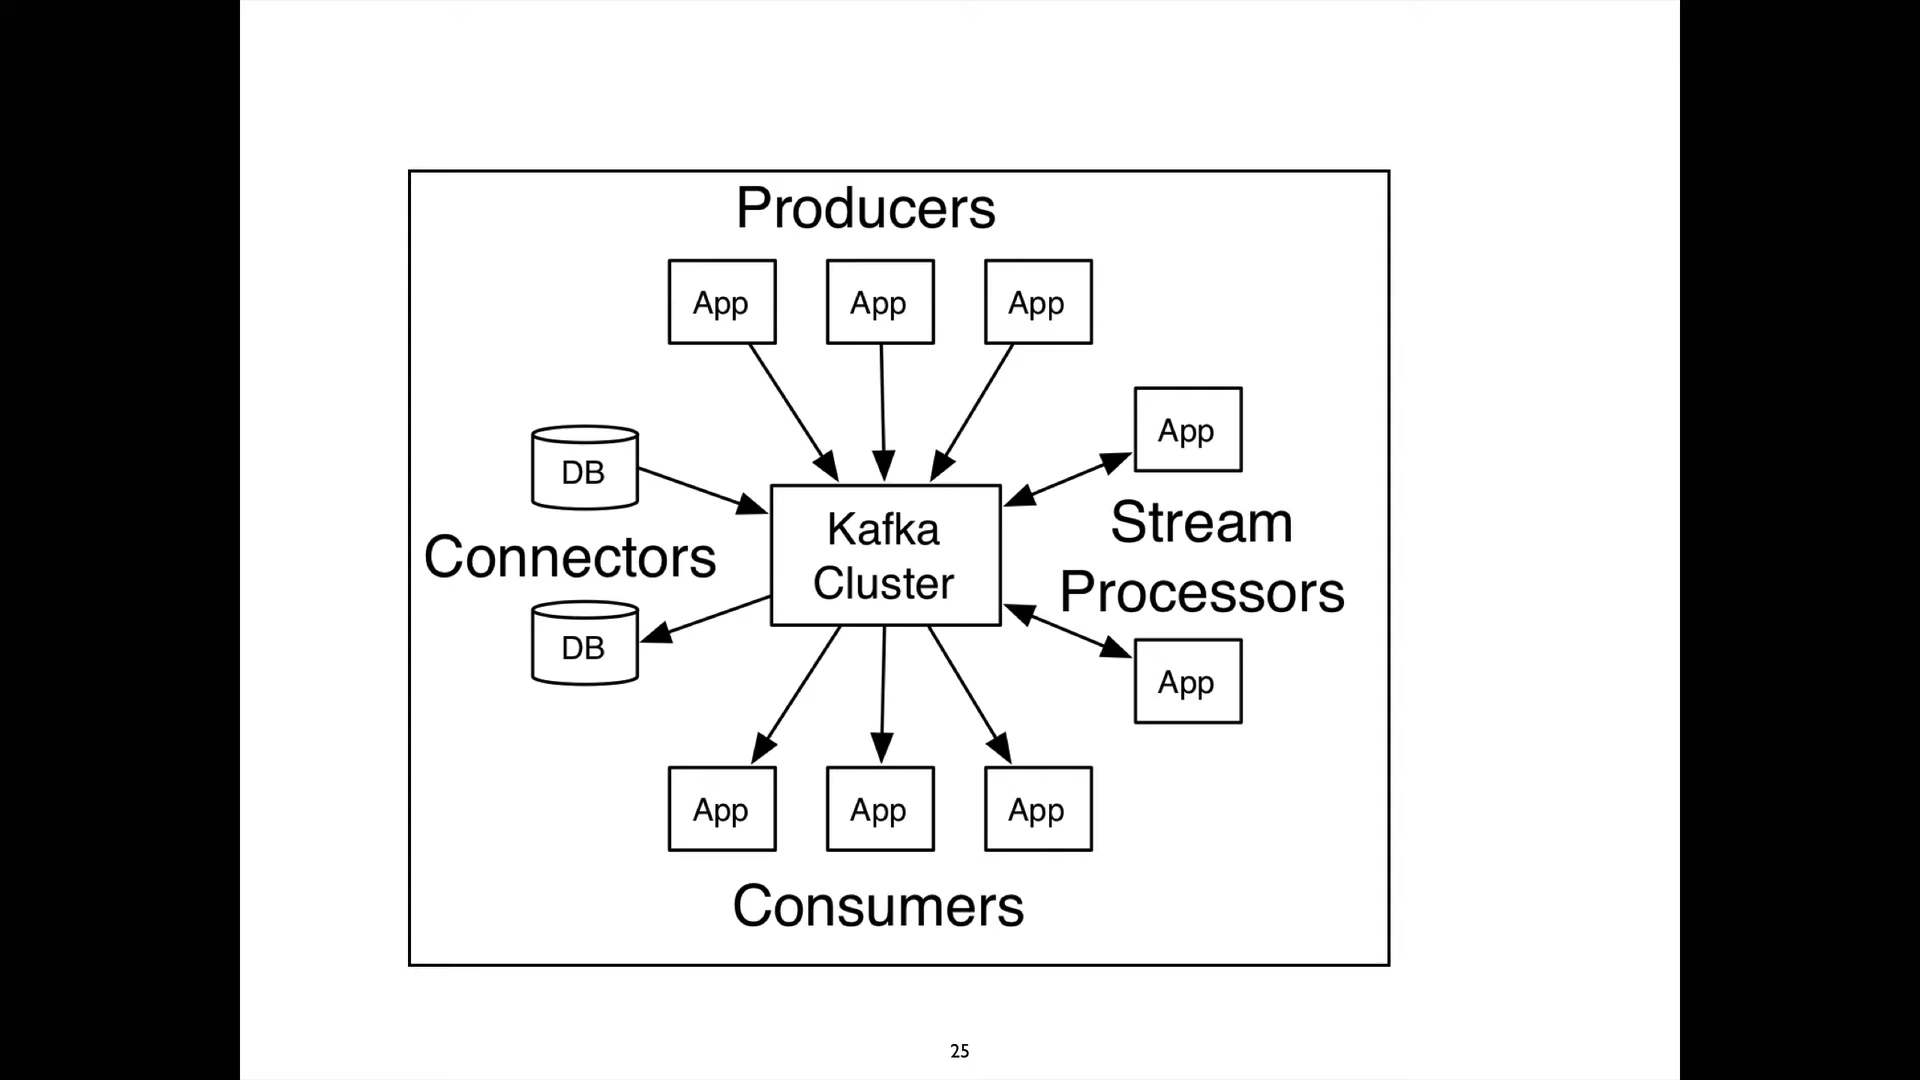 Producers
App
App
App
App
DB
Kafka
Cluster
Stream
Processors
Connectors
DB
App
App
App
App
Consumers
25